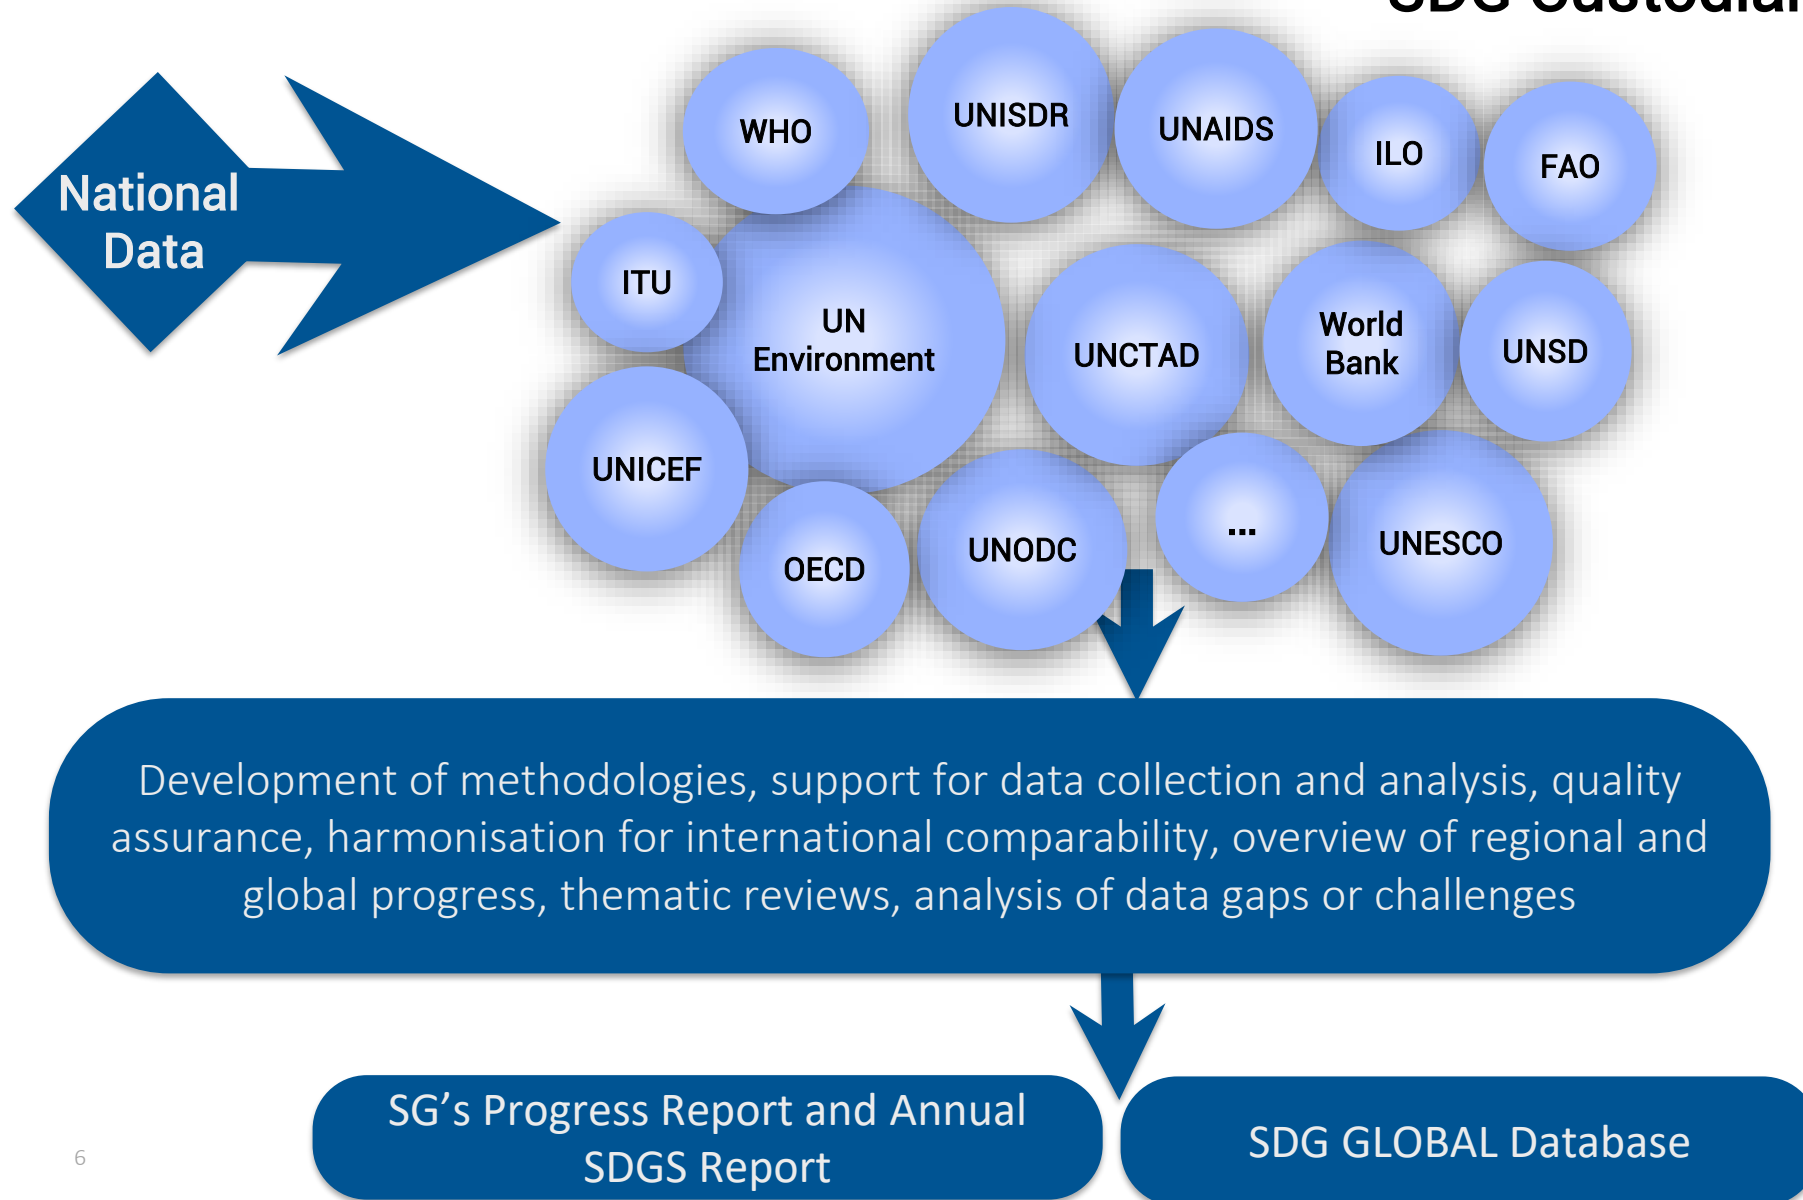 SDG Custodian
National
Data
WHO
UNISDR
UNAIDS
ILO
FAO
ITU
UN
Environment
UNCTAD
World
Bank
UNSD
UNICEF
OECD
UNODC
...
UNESCO
Development of methodologies, support for data collection and analysis, quality
assurance, harmonisation for international comparability, overview of regional and
global progress, thematic reviews, analysis of data gaps or challenges
SG’s Progress Report and Annual
SDGS Report
SDG GLOBAL Database
6